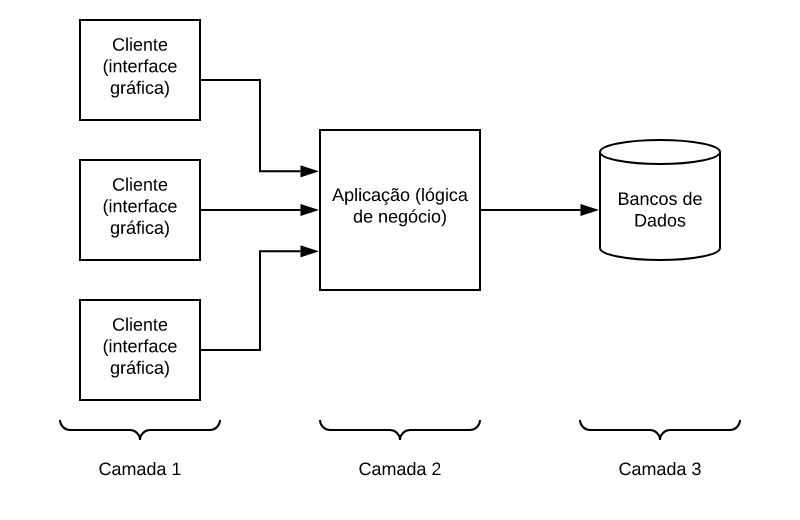 Cliente
(interface
gráfica)
Cliente
(interface
gráfica)
Cliente
(interface
gráfica)
Aplicação (lógica
de negócio)
Bancos de
Dados
Camada 1
Camada 2
Camada 3